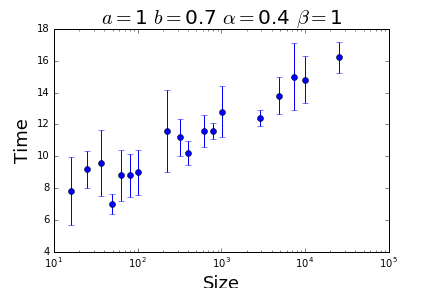 a = 1 b = 0.7 α = 0.4 β = 1
18
16
14
12
10
8
6
4
Time
10¹ 10² 10³ 10⁴ 10⁵
Size